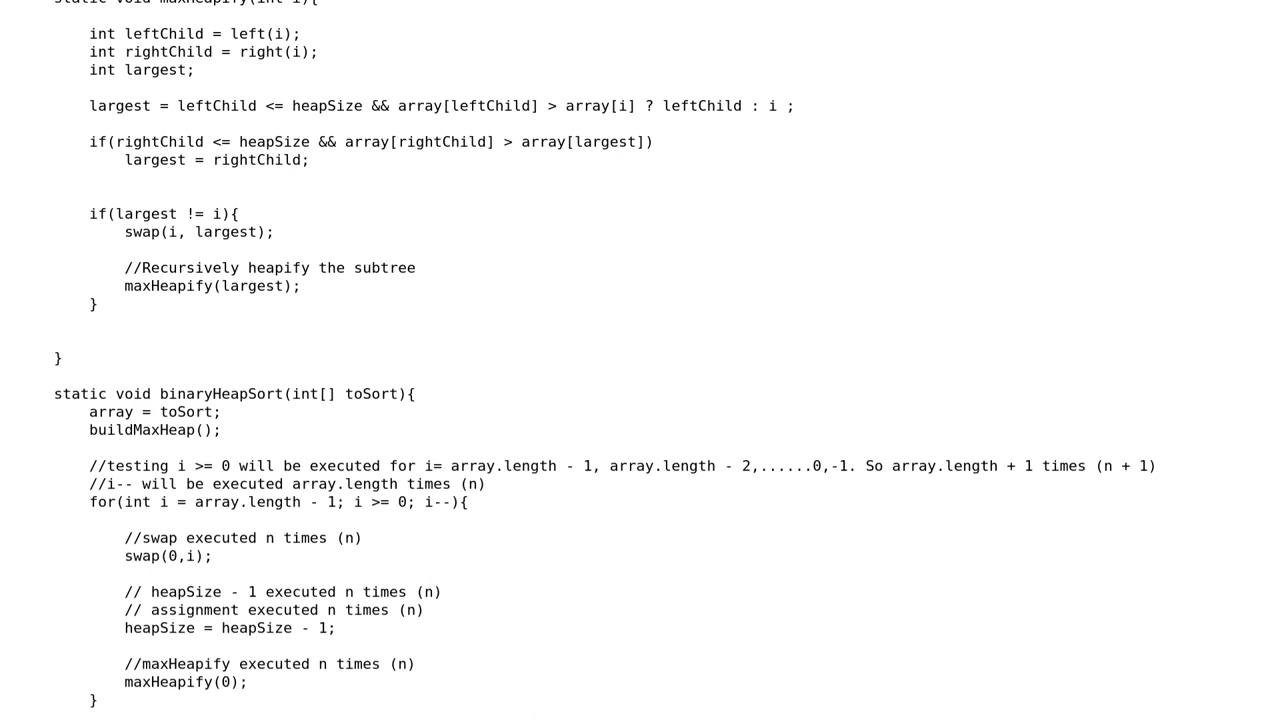 static void maxHeapify(int i){
int leftChild = left(i);
int rightChild = right(i);
int largest;
largest = leftChild <= heapSize && array[leftChild] > array[i] ? leftChild : i ;
if(rightChild <= heapSize && array[rightChild] > array[largest])
largest = rightChild;
if(largest != i){
swap(i, largest);
//Recursively heapify the subtree
maxHeapify(largest);
}
}
static void binaryHeapSort(int[] toSort){
array = toSort;
buildMaxHeap();
//testing i >= 0 will be executed for i= array.length - 1, array.length - 2,......0,-1. So array.length + 1 times (n + 1)
//i-- will be executed array.length times (n)
for(int i = array.length - 1; i >= 0; i--){
//swap executed n times (n)
swap(0,i);
// heapSize - 1 executed n times (n)
// assignment executed n times (n)
heapSize = heapSize - 1;
//maxHeapify executed n times (n)
maxHeapify(0);
}